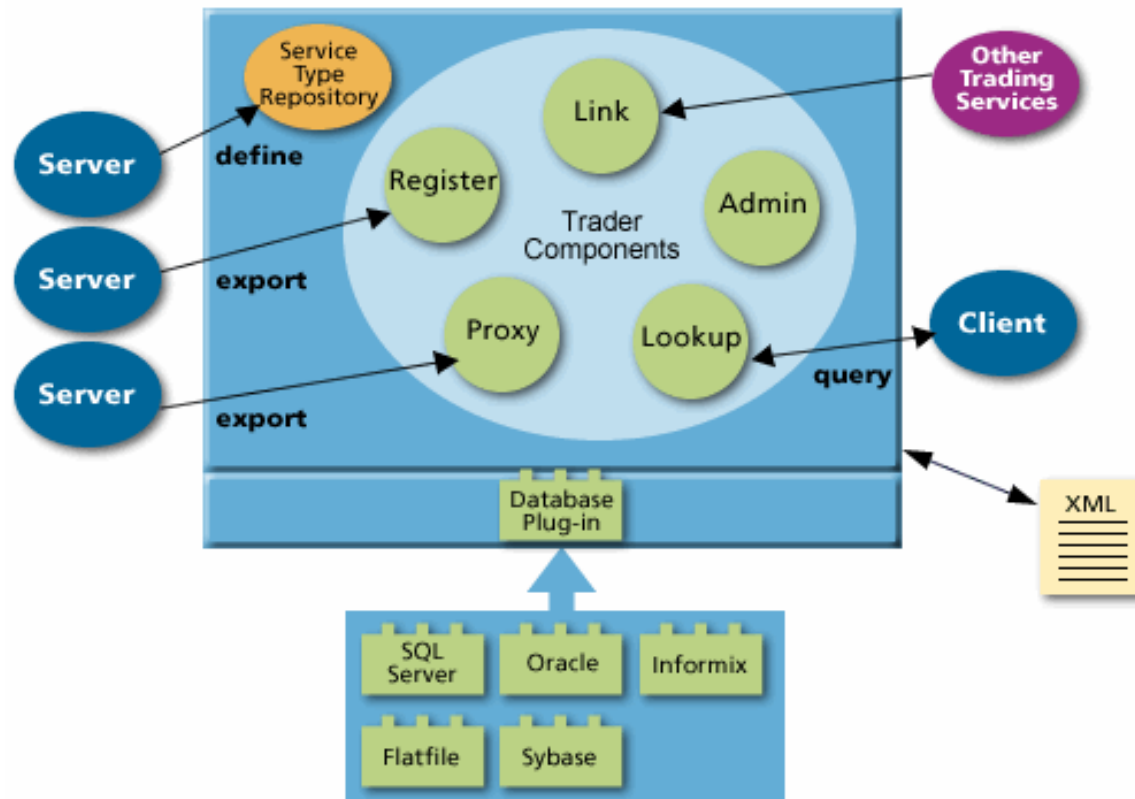 Service
Type
Repository
Other
Trading
Services
Link
Server
define
Register
Admin
Trader
Components
Server
export
Proxy
Lookup
Client
Server
query
export
Database
Plug-in
XML
SQL
Server
Oracle
Informix
Flatfile
Sybase